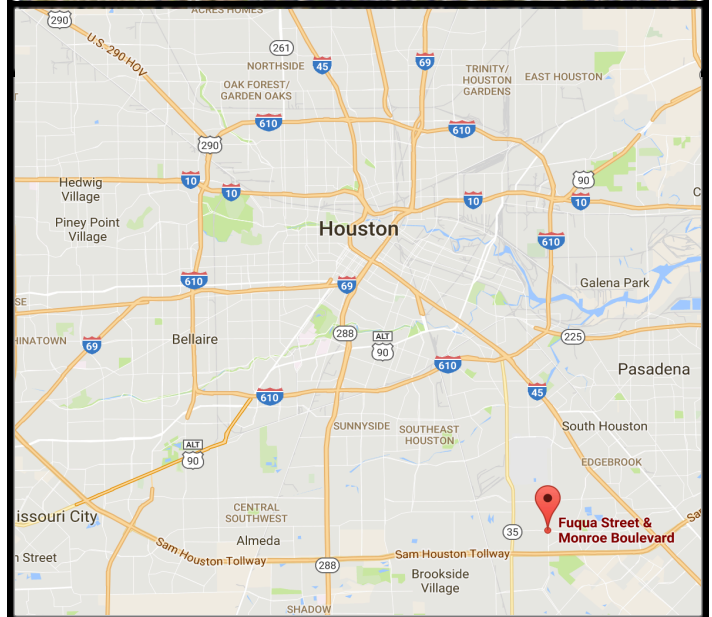 ACRES HOMES
290
U.S. 290 HOV
261
NORTHSIDE
45
69
TRINITY/
HOUSTON
GARDENS
EAST HOUSTON
OAK FOREST/
GARDEN OAKS
610
610
290
Hedwig
Village
10
10
10
90
10
Piney Point
Village
Houston
610
610
69
Galena Park
SE
HINATOWN
69
Bellaire
288
ALT
90
225
610
Pasadena
610
45
SUNNYSIDE
SOUTHEAST
HOUSTON
South Houston
ALT
90
EDGEBROOK
issouri City
CENTRAL
SOUTHWEST
Almeda
35
Fuqua Street &
Monroe Boulevard
Sa
n Street
Sam Houston Tollway
288
Sam Houston Tollway
Brookside
Village
SHADOW